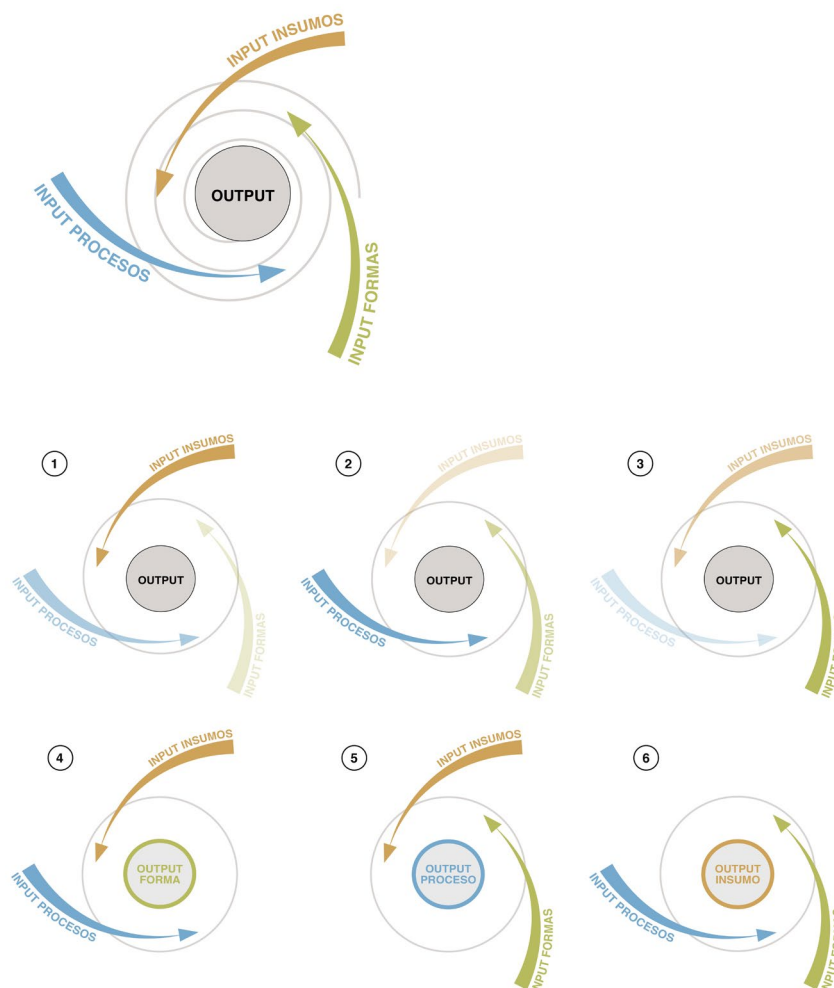 INPUT INSUMOS
OUTPUT
INPUT PROCESOS
INPUT FORMAS
1
INPUT INSUMOS
OUTPUT
INPUT PROCESOS
INPUT FORMAS
2
INPUT INSUMOS
OUTPUT
INPUT PROCESOS
INPUT FORMAS
3
INPUT INSUMOS
OUTPUT
INPUT PROCESOS
INPUT
4
INPUT INSUMOS
OUTPUT
FORMA
INPUT PROCESOS
5
INPUT INSUMOS
OUTPUT
PROCESO
INPUT FORMAS
6
OUTPUT
INSUMO
INPUT PROCESOS
INPUT